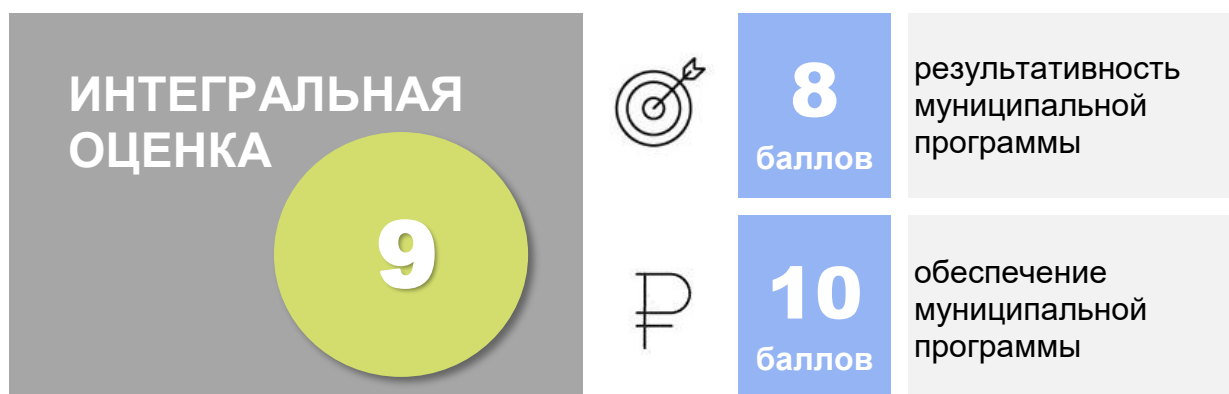 ИНТЕГРАЛЬНАЯ
ОЦЕНКА
9
8
баллов
результативность
муниципальной
программы
10
баллов
обеспечение
муниципальной
программы